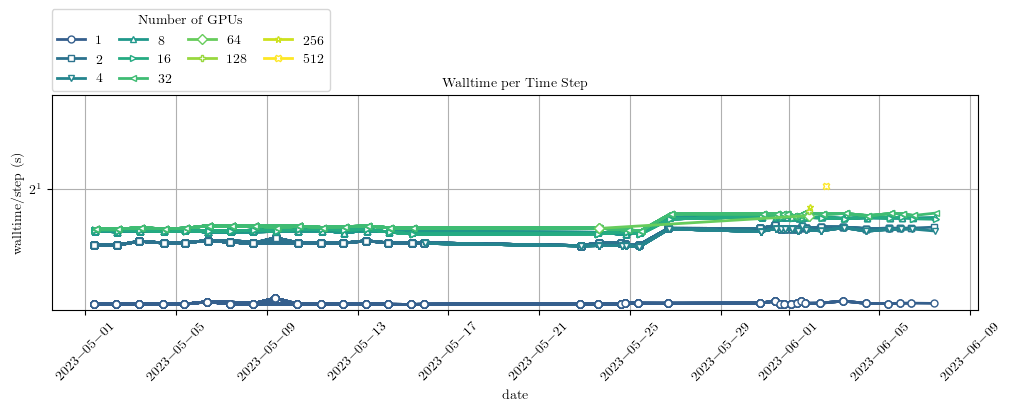 Number of GPUs
1 8 64 256
2 16 128 512
4 32
Walltime per Time Step
walltime/step (s)
2^1
2023−05−01 2023−05−05 2023−05−09 2023−05−13 2023−05−17 2023−05−21 2023−05−25 2023−05−29 2023−06−01 2023−06−05 2023−06−09
date